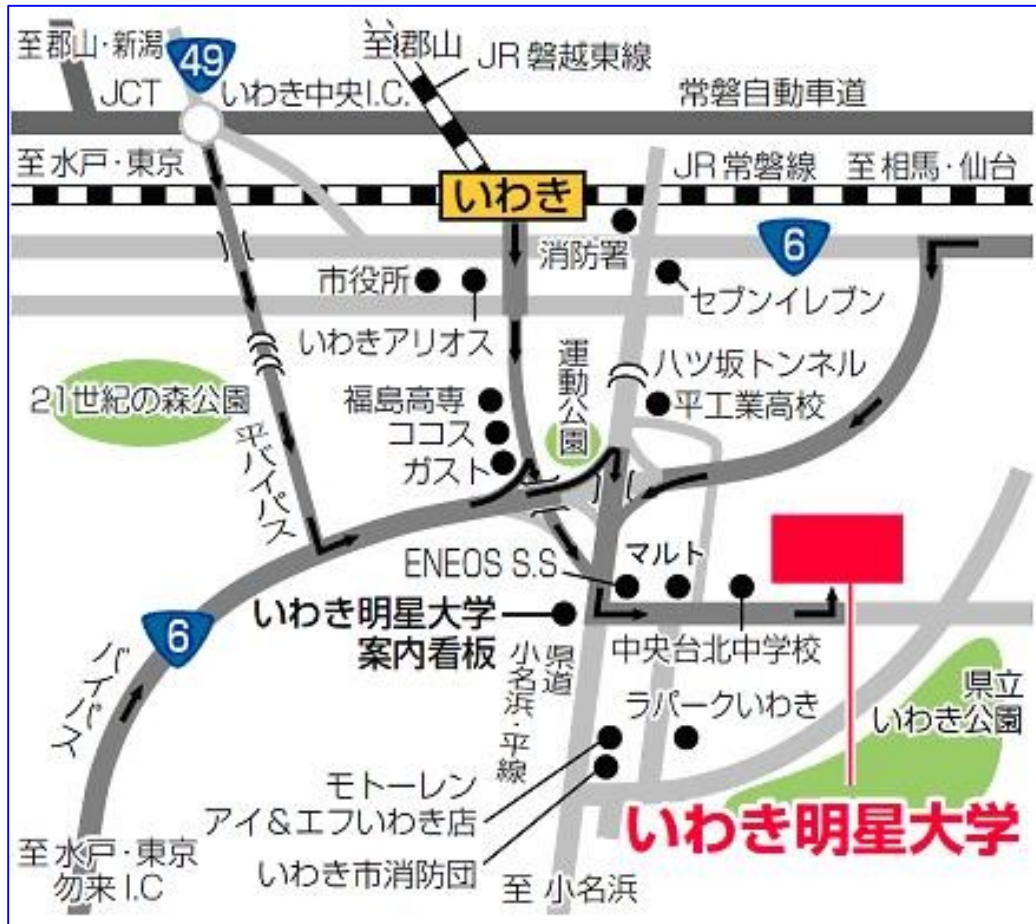 至郡山・新潟
49
至郡山
JR磐越東線
JCT
いわき中央I.C.
常磐自動車道
至水戸・東京
いわき
JR常磐線
至相馬・仙台
消防署
6
市役所
セブンイレブン
いわきアリオス
運動公園
八ツ坂トンネル
21世紀の森公園
福島高専
平工業高校
ココス
ガスト
平バイパス
ENEOS S.S
マルト
いわき明星大学
案内看板
6
バイパス
中央台北中学校
県道
小名浜・平線
ラパークいわき
県立
いわき公園
モトーレン
アイ&エフいわき店
いわき明星大学
至水戸・東京
勿来I.C
いわき市消防団
至 小名浜